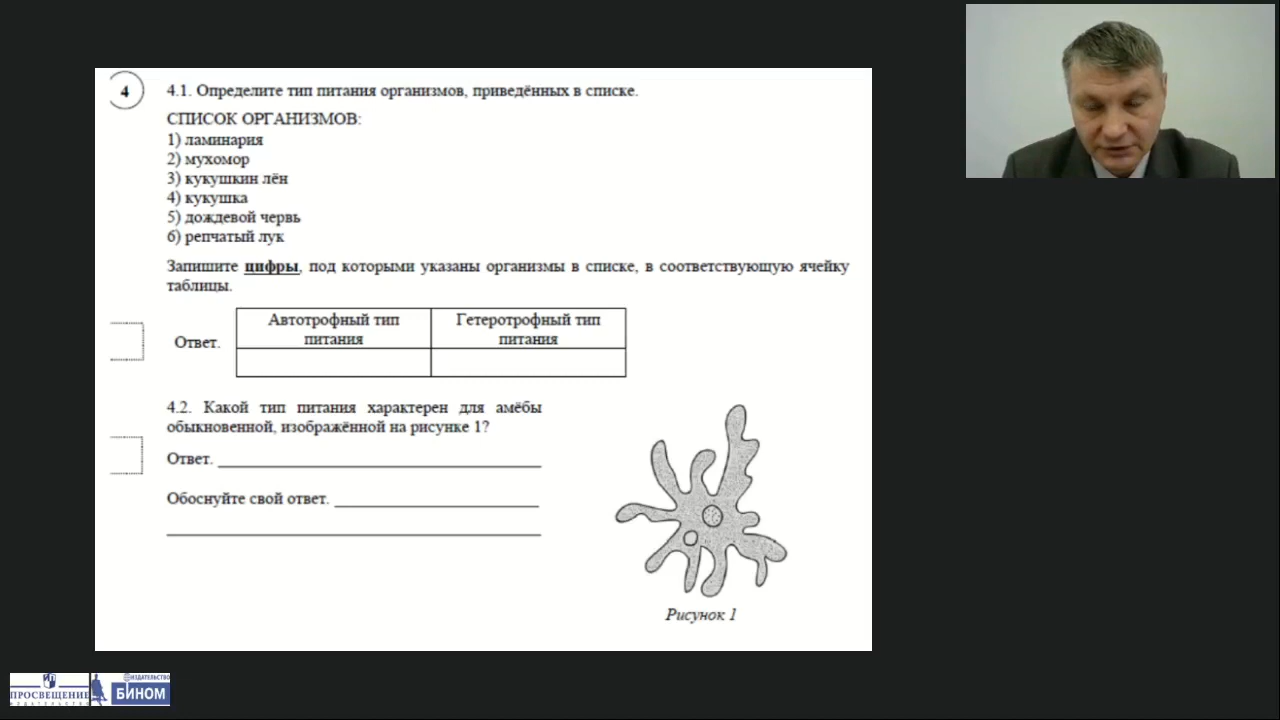 4
4.1. Определите тип питания организмов, приведённых в списке.
СПИСОК ОРГАНИЗМОВ:
1) ламинария
2) мухомор
3) кукушкин лён
4) кукушка
5) дождевой червь
6) репчатый лук
Запишите цифры, под которыми указаны организмы в списке, в соответствующую ячейку
таблицы.
Ответ.
Автотрофный тип
питания
Гетеротрофный тип
питания
4.2. Какой тип питания характерен для амёбы
обыкновенной, изображённой на рисунке 1?
Ответ.
Обоснуйте свой ответ.
Рисунок 1
ПРОСВЕЩЕНИЕ
ИЗДАТЕЛЬСТВО
ИЗДАТЕЛЬСТВО
БИНОМ